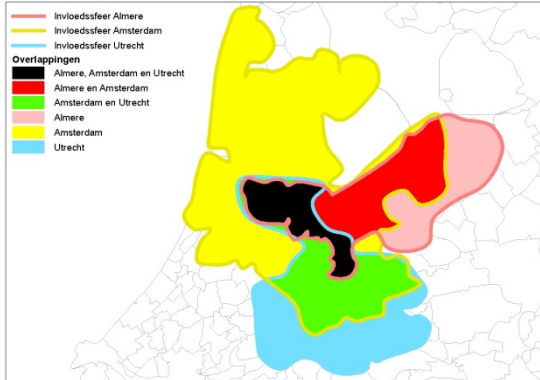 Invloedssfeer Almere
Invloedssfeer Amsterdam
Invloedssfeer Utrecht
Overlappingen
Almere, Amsterdam en Utrecht
Almere en Amsterdam
Amsterdam en Utrecht
Almere
Amsterdam
Utrecht